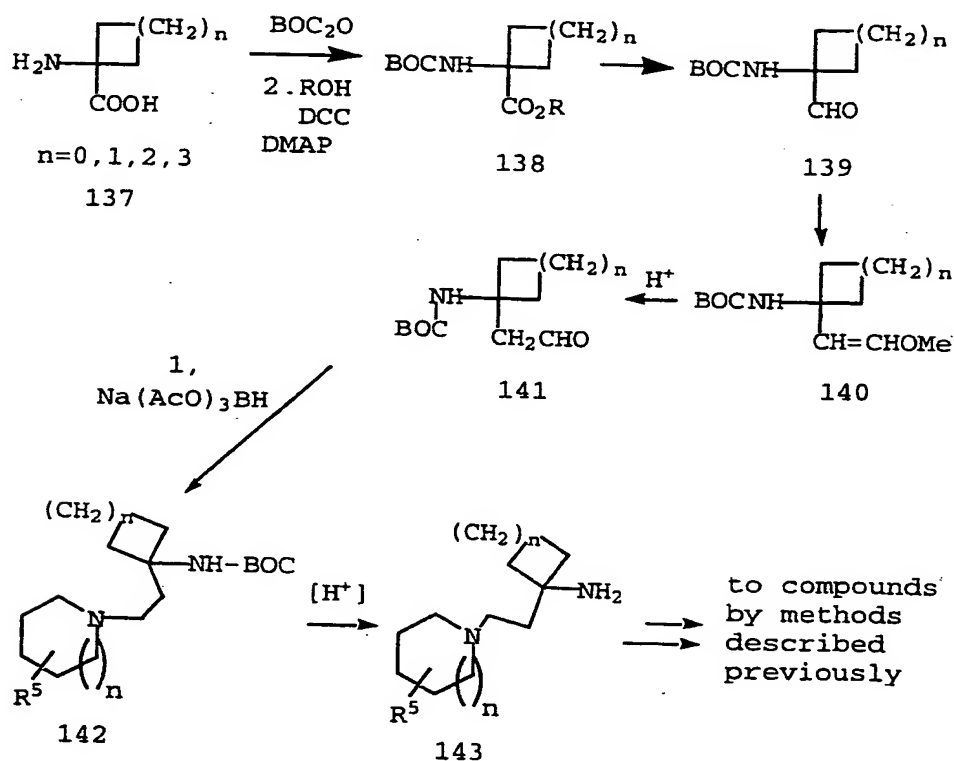 (CH₂)ₙ
H₂N
COOH
n=0,1,2,3
137
BOC₂O
2.ROH
DCC
DMAP
(CH₂)ₙ
BOCNH
CO₂R
138
(CH₂)ₙ
BOCNH
CHO
139
(CH₂)ₙ
BOCNH
CH=CHOMe
140
H⁺
(CH₂)ₙ
NH
BOC
CH₂CHO
141
1,
Na(AcO)₃BH
(CH₂)ₙ
NH-BOC
N
( )n
R⁵
142
[H⁺]
(CH₂)ₙ
NH₂
N
( )n
R⁵
143
to compounds
by methods
described
previously